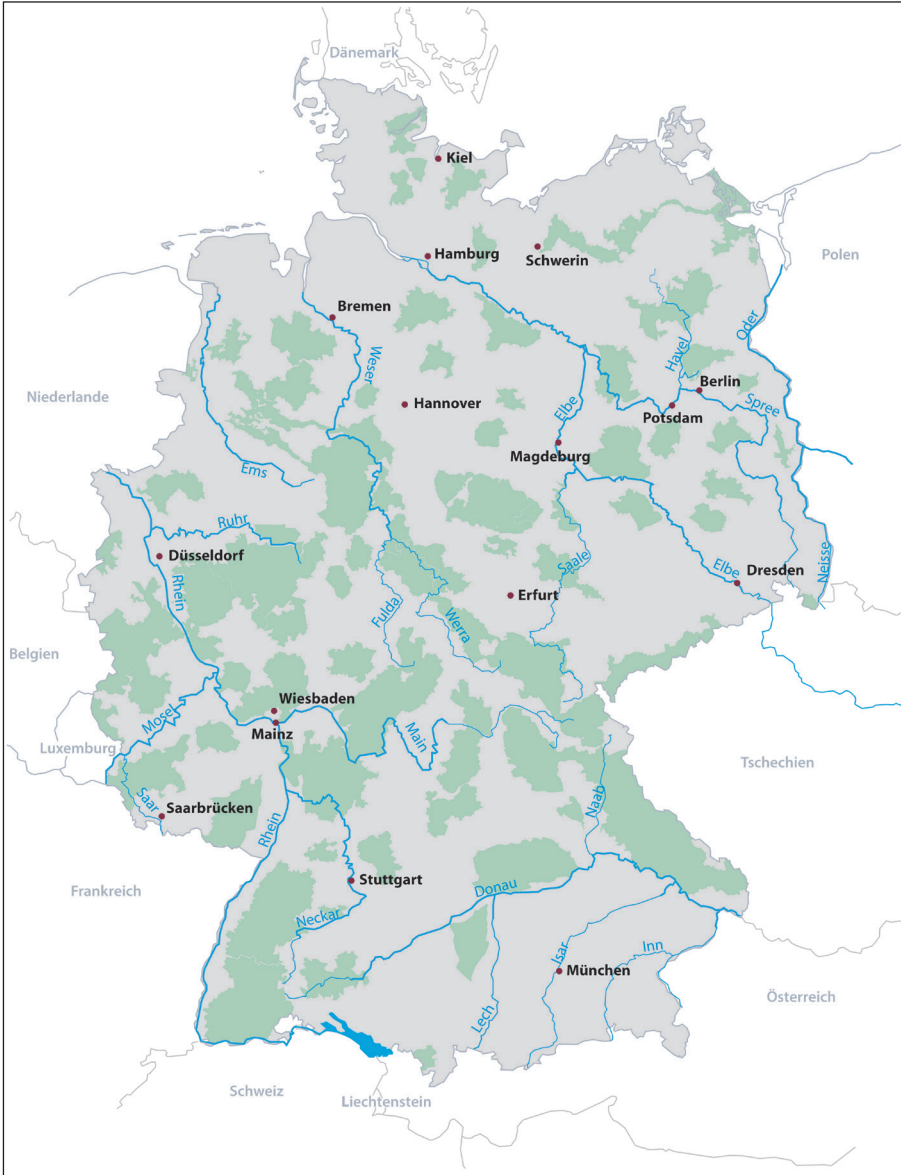 Dänemark
Kiel
Hamburg
Schwerin
Polen
Bremen
Oder
Havel
Weser
Berlin
Niederlande
Hannover
Elbe
Spree
Potsdam
Magdeburg
Ems
Ruhr
Düsseldorf
Saale
Elbe
Dresden
Neisse
Rhein
Erfurt
Fulda
Werra
Belgien
Wiesbaden
Mosel
Mainz
Main
Luxemburg
Tschechien
Saar
Saarbrücken
Naab
Rhein
Frankreich
Stuttgart
Donau
Neckar
Isar
Inn
München
Lech
Österreich
Schweiz
Liechtenstein